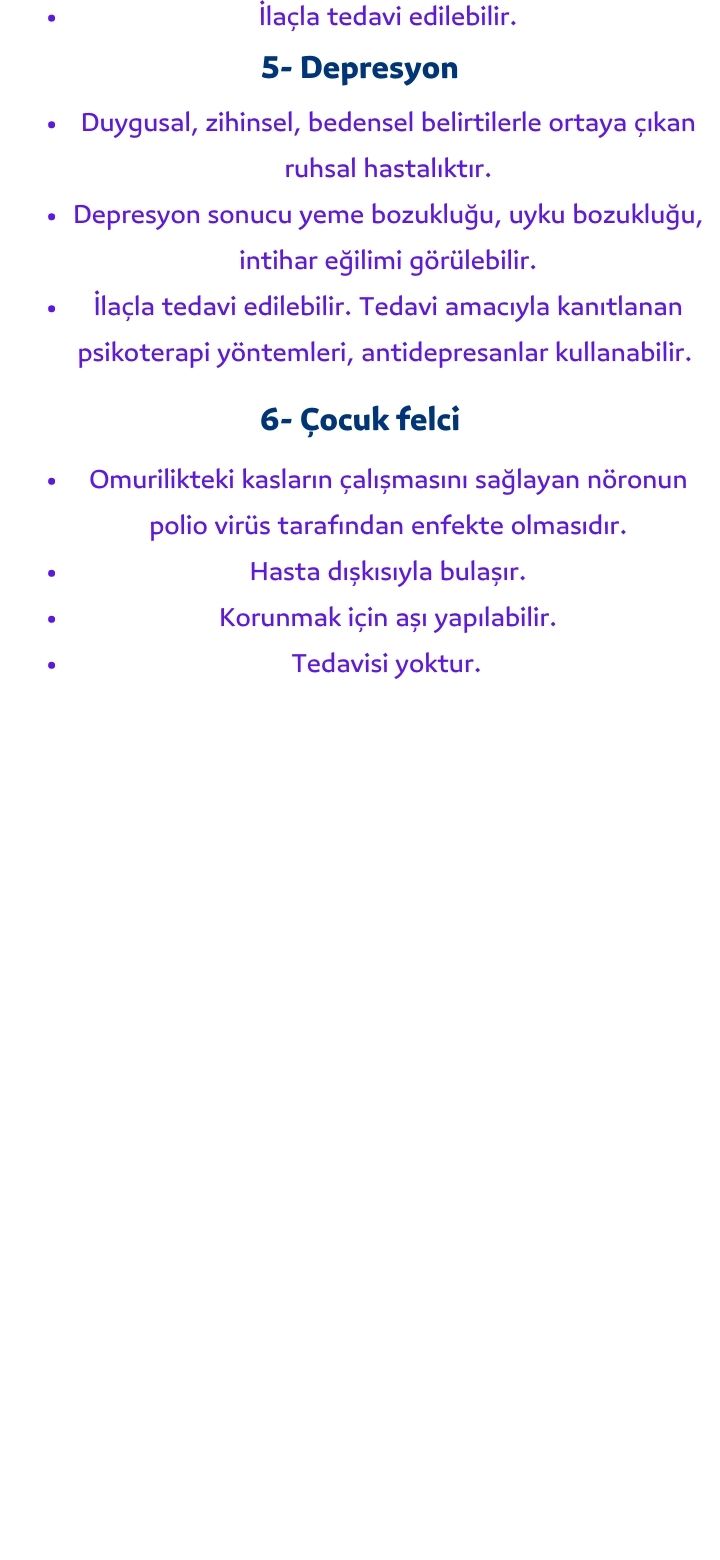 • İlaçla tedavi edilebilir.
5- Depresyon
• Duygusal, zihinsel, bedensel belirtilerle ortaya çıkan
ruhsal hastalıktır.
• Depresyon sonucu yeme bozukluğu, uyku bozukluğu,
intihar eğilimi görülebilir.
• İlaçla tedavi edilebilir. Tedavi amacıyla kanıtlanan
psikoterapi yöntemleri, antidepresanlar kullanabilir.
6- Çocuk felci
• Omurilikteki kasların çalışmasını sağlayan nöronun
polio virüs tarafından enfekte olmasıdır.
• Hasta dışkısıyla bulaşır.
• Korunmak için aşı yapılabilir.
• Tedavisi yoktur.